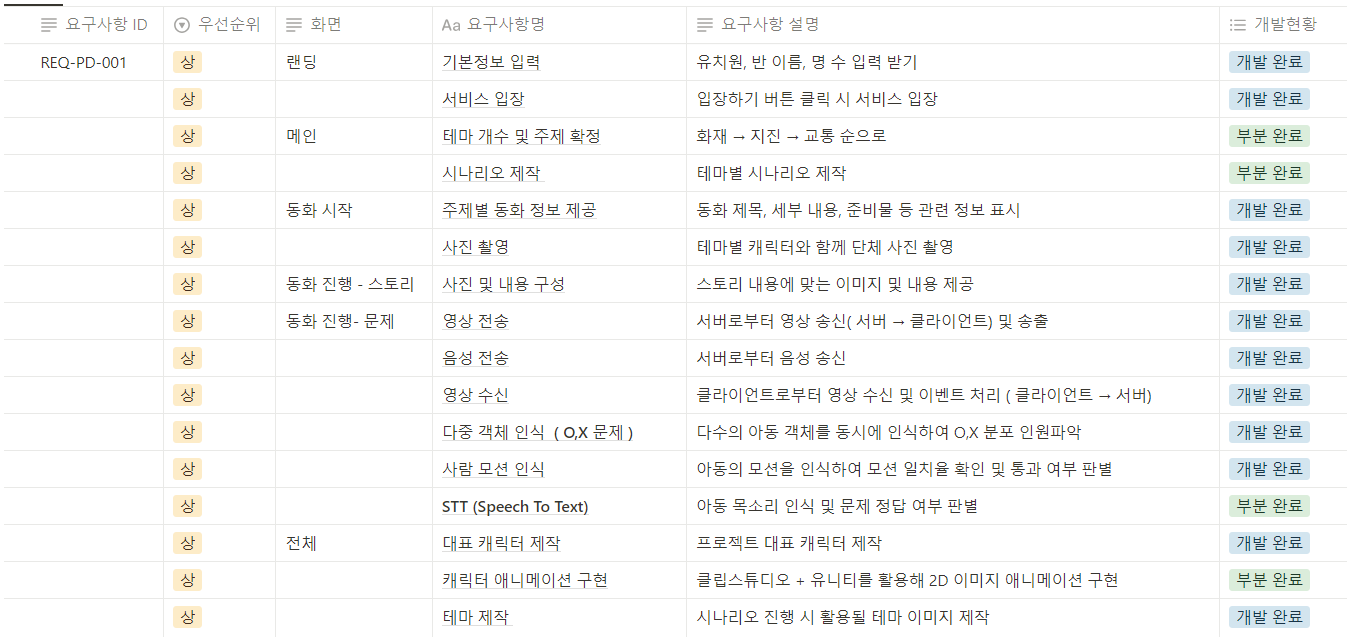 요구사항 ID 우선순위 화면 Aa 요구사항명 요구사항 설명 개발현황
REQ-PD-001 상 랜딩 기본정보 입력 유치원, 반 이름, 명 수 입력 받기 개발 완료
상 서비스 입장 입장하기 버튼 클릭 시 서비스 입장 개발 완료
상 메인 테마 개수 및 주제 확정 화재 → 지진 → 교통 순으로 부분 완료
상 시나리오 제작 테마별 시나리오 제작 부분 완료
상 동화 시작 주제별 동화 정보 제공 동화 제목, 세부 내용, 준비물 등 관련 정보 표시 개발 완료
상 사진 촬영 테마별 캐릭터와 함께 단체 사진 촬영 개발 완료
상 동화 진행 - 스토리 사진 및 내용 구성 스토리 내용에 맞는 이미지 및 내용 제공 개발 완료
상 동화 진행- 문제 영상 전송 서버로부터 영상 송신( 서버 → 클라이언트) 및 송출 개발 완료
상 음성 전송 서버로부터 음성 송신 개발 완료
상 영상 수신 클라이언트로부터 영상 수신 및 이벤트 처리 ( 클라이언트 → 서버) 개발 완료
상 다중 객체 인식 ( O,X 문제 ) 다수의 아동 객체를 동시에 인식하여 O,X 분포 인원파악 개발 완료
상 사람 모션 인식 아동의 모션을 인식하여 모션 일치율 확인 및 통과 여부 판별 개발 완료
상 STT (Speech To Text) 아동 목소리 인식 및 문제 정답 여부 판별 부분 완료
상 전체 대표 캐릭터 제작 프로젝트 대표 캐릭터 제작 개발 완료
상 캐릭터 애니메이션 구현 클립스튜디오 + 유니티를 활용해 2D 이미지 애니메이션 구현 부분 완료
상 테마 제작 시나리오 진행 시 활용될 테마 이미지 제작 개발 완료